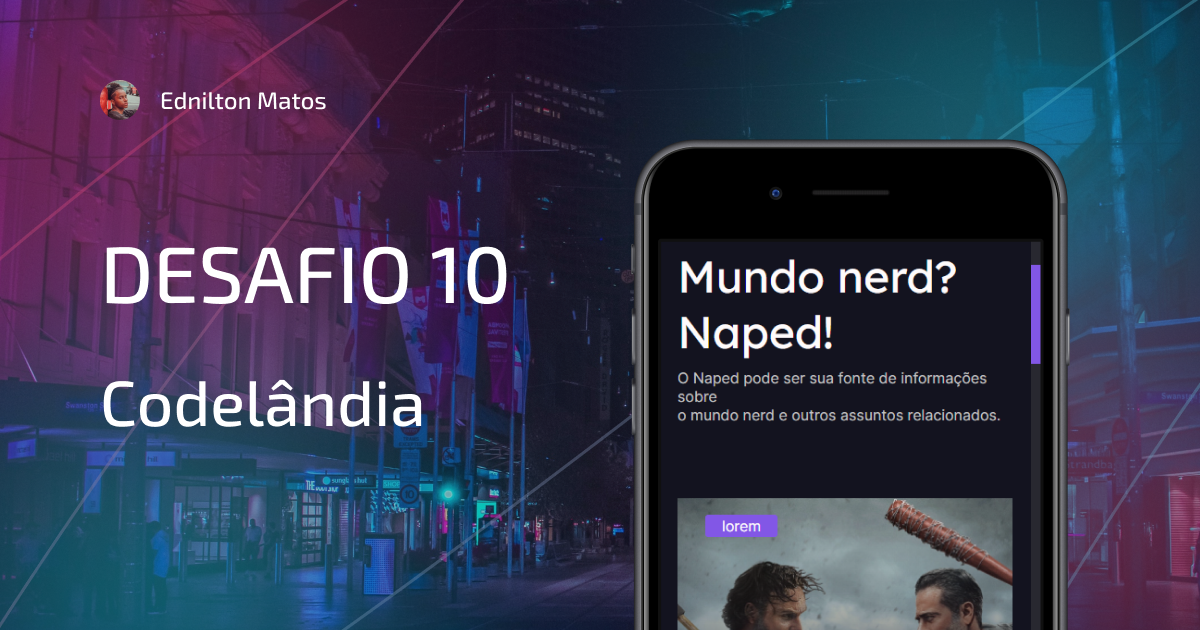 Ednilton Matos
DESAFIO 10
Codelândia
Mundo nerd?
Naped!
O Naped pode ser sua fonte de informações
sobre
o mundo nerd e outros assuntos relacionados.
lorem